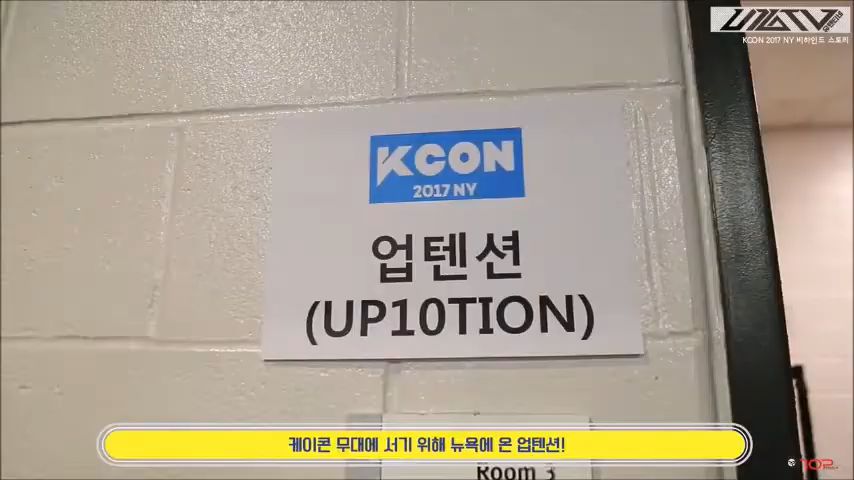 KCON 2017 NY 비하인드 스토리
KCON
2017 NY
업텐션
(UP10TION)
케이콘 무대에 서기 위해 뉴욕에 온 업텐션!
Room 3
TOP